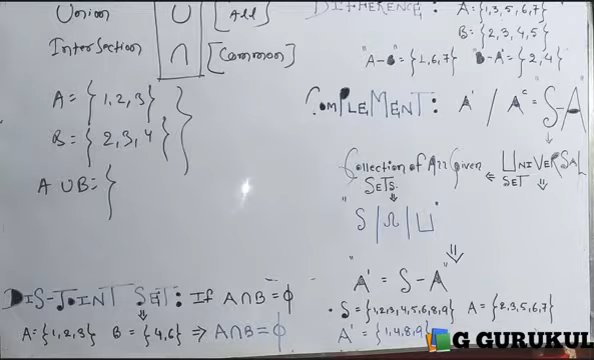 Union ∪ [All]
Intersection ∩ [Common]
A = {1, 2, 3}
B = {2, 3, 4}
A ∪ B = {
DIS-JOINT SET: If A∩B = ϕ
⇓
A = {1,2,3} B = {4,6} ⇒ A∩B = ϕ
DIFFERENCE: A = {1,3,5,6,7}
B = {2,3,4,5}
"A-B" = {1,6,7} "B-A" = {2,4}
COMPLEMENT: A' / Aᶜ = S-A"
↓
Collection of All Given ⇐ UNIVERSAL
SETS SET ⇓
⇓
"S/Ω/U"
⇓
"A' = S-A"
• S = {1,2,3,4,5,6,8,9} A = {2,3,5,6,7}
A' = {1,4,8,9}
G GURUKUL